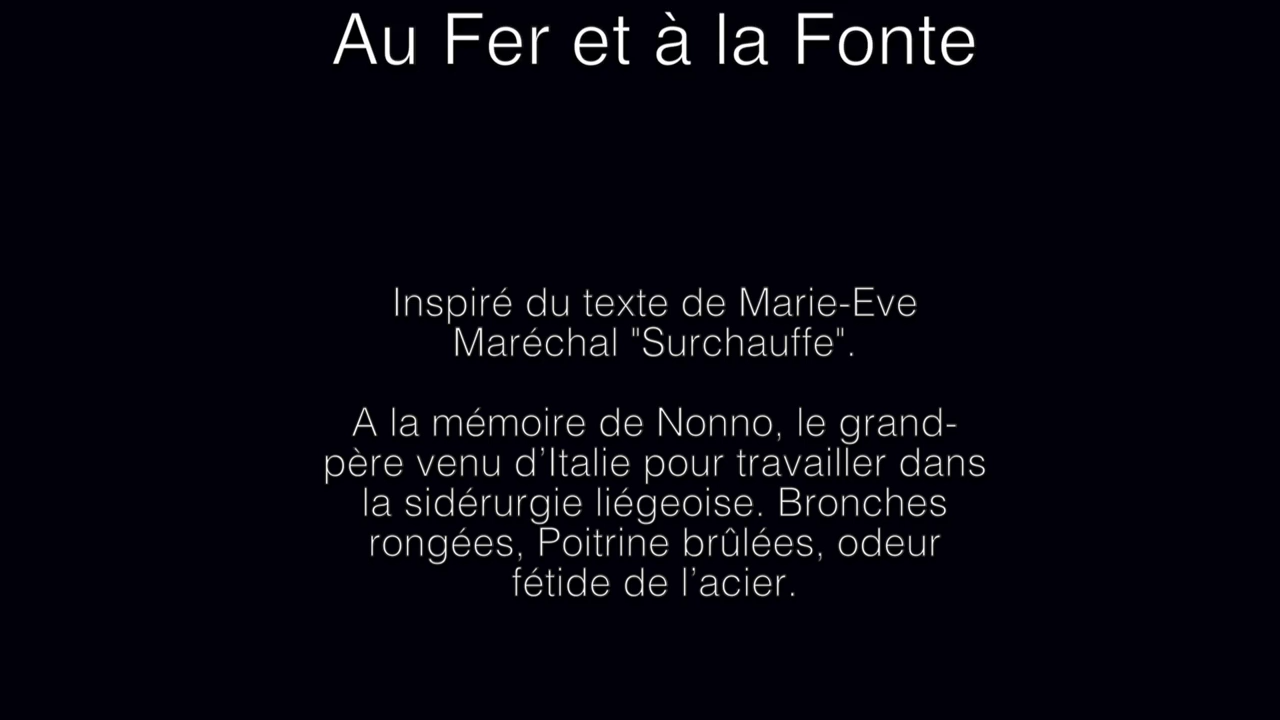 Au Fer et à la Fonte
Inspiré du texte de Marie-Eve
Maréchal "Surchauffe".
A la mémoire de Nonno, le grand-
père venu d’Italie pour travailler dans
la sidérurgie liégeoise. Bronches
rongées, Poitrine brûlées, odeur
fétide de l’acier.